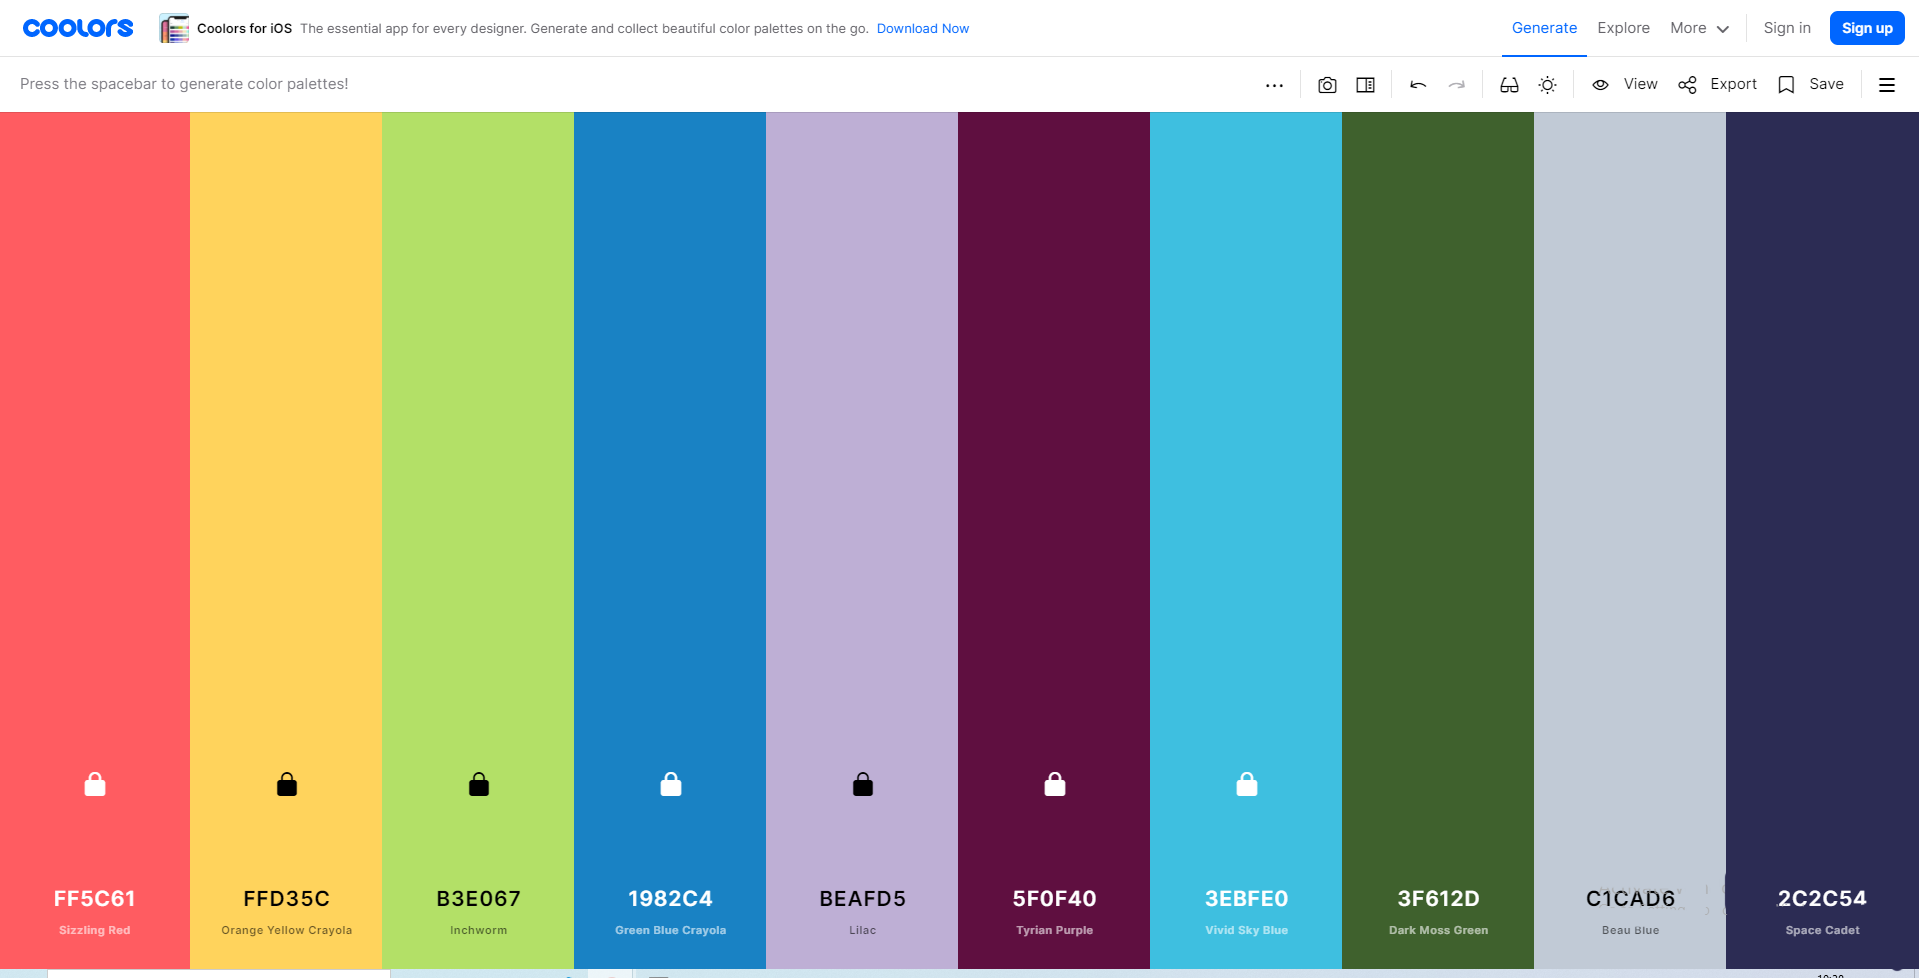 coolors
Coolors for iOS The essential app for every designer. Generate and collect beautiful color palettes on the go. Download Now
Generate Explore More Sign in Sign up
Press the spacebar to generate color palettes!
View Export Save
FF5C61 FFD35C B3E067 1982C4 BEAFD5 5F0F40 3EBFE0 3F612D C1CAD6 2C2C54
Sizzling Red Orange Yellow Crayola Inchworm Green Blue Crayola Lilac Tyrian Purple Vivid Sky Blue Dark Moss Green Beau Blue Space Cadet